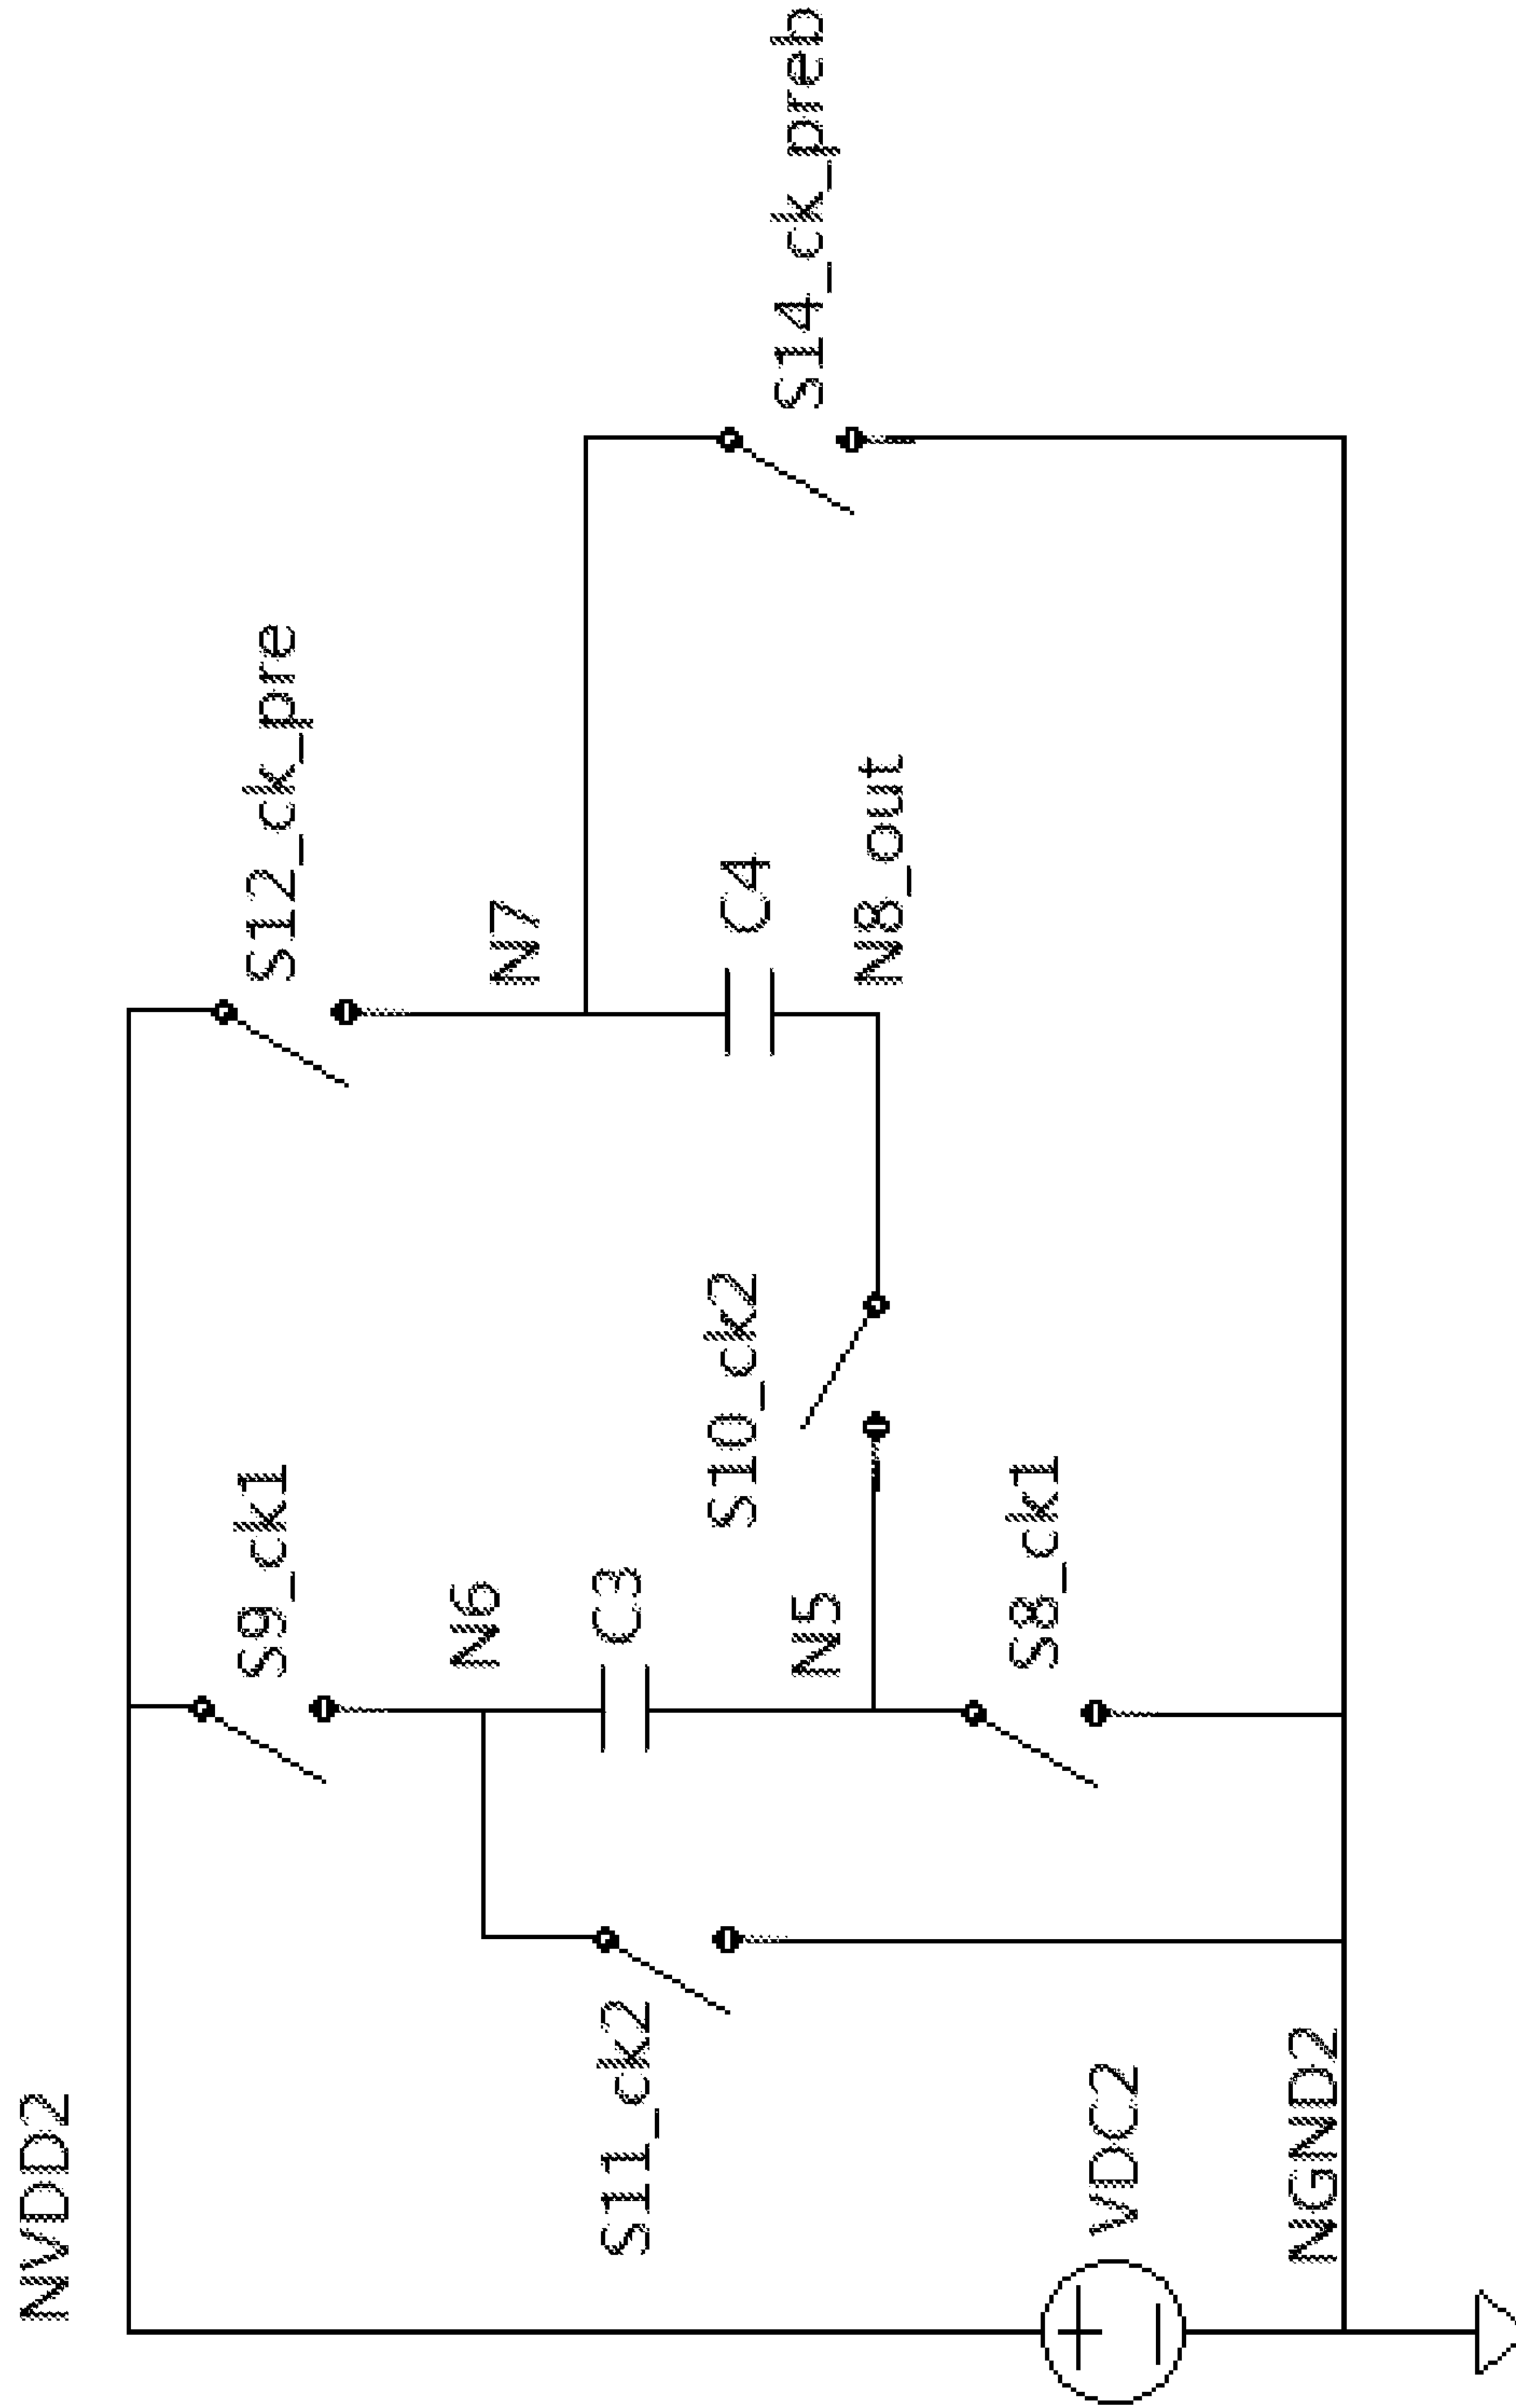 NVDD2
S9_ck1
S12_ck_pre
N6
N7
S11_ck2
C3
S10_ck2
C4
S14_ck_preb
N5
N8_out
S8_ck1
VDC2
NGND2